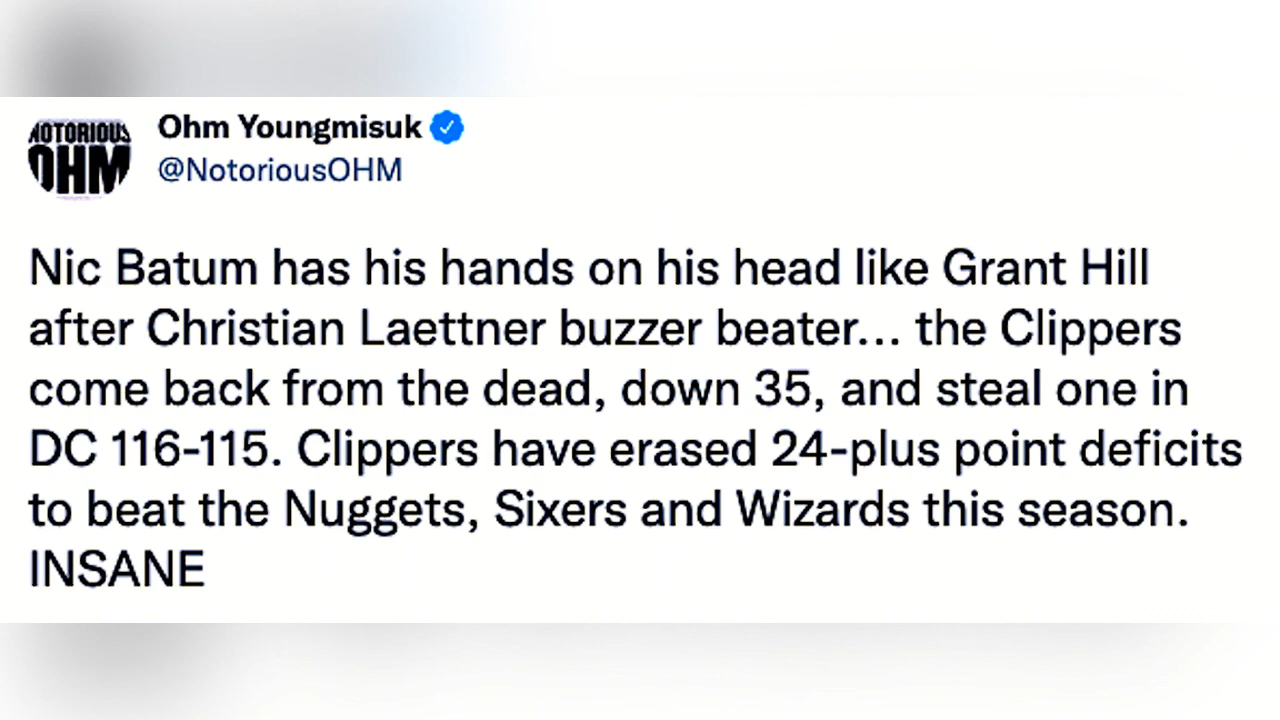 NOTORIOUS
OHM
Ohm Youngmisuk
@NotoriousOHM
Nic Batum has his hands on his head like Grant Hill
after Christian Laettner buzzer beater... the Clippers
come back from the dead, down 35, and steal one in
DC 116-115. Clippers have erased 24-plus point deficits
to beat the Nuggets, Sixers and Wizards this season.
INSANE